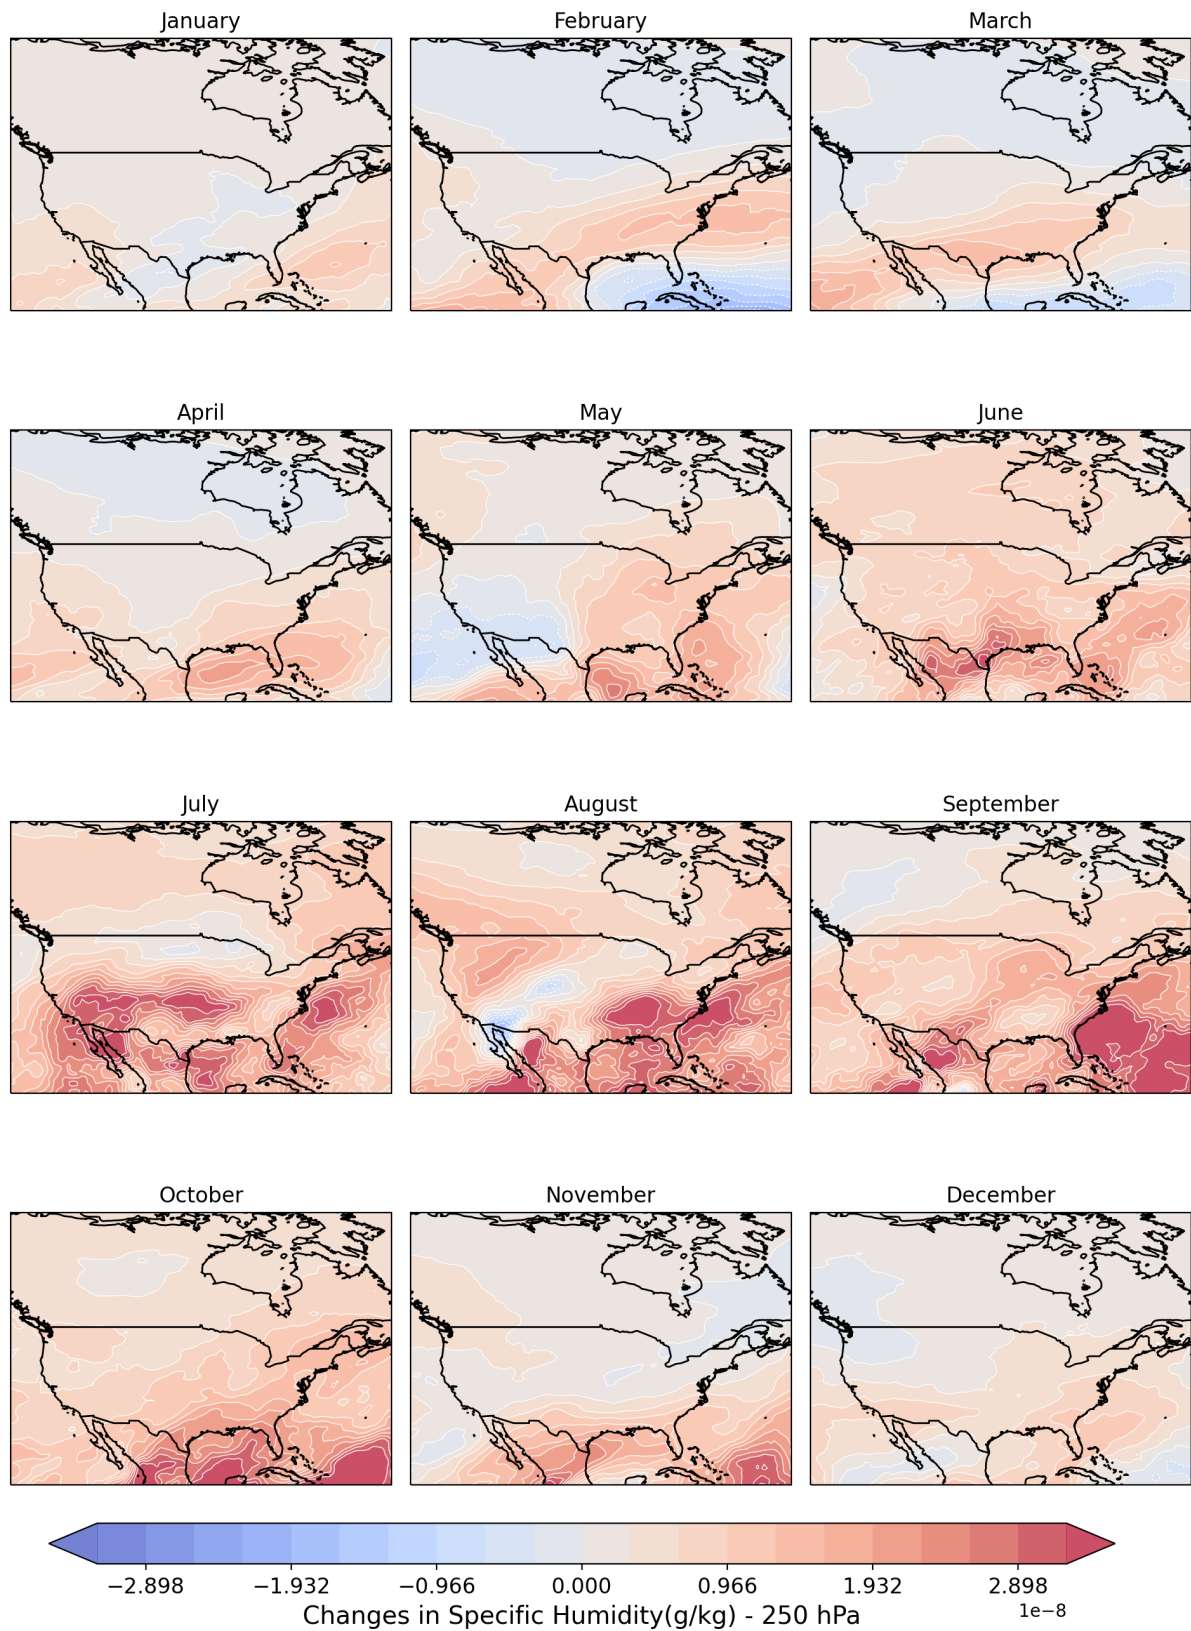 January February March
April May June
July August September
October November December
−2.898 −1.932 −0.966 0.000 0.966 1.932 2.898
1e−8
Changes in Specific Humidity(g/kg) - 250 hPa